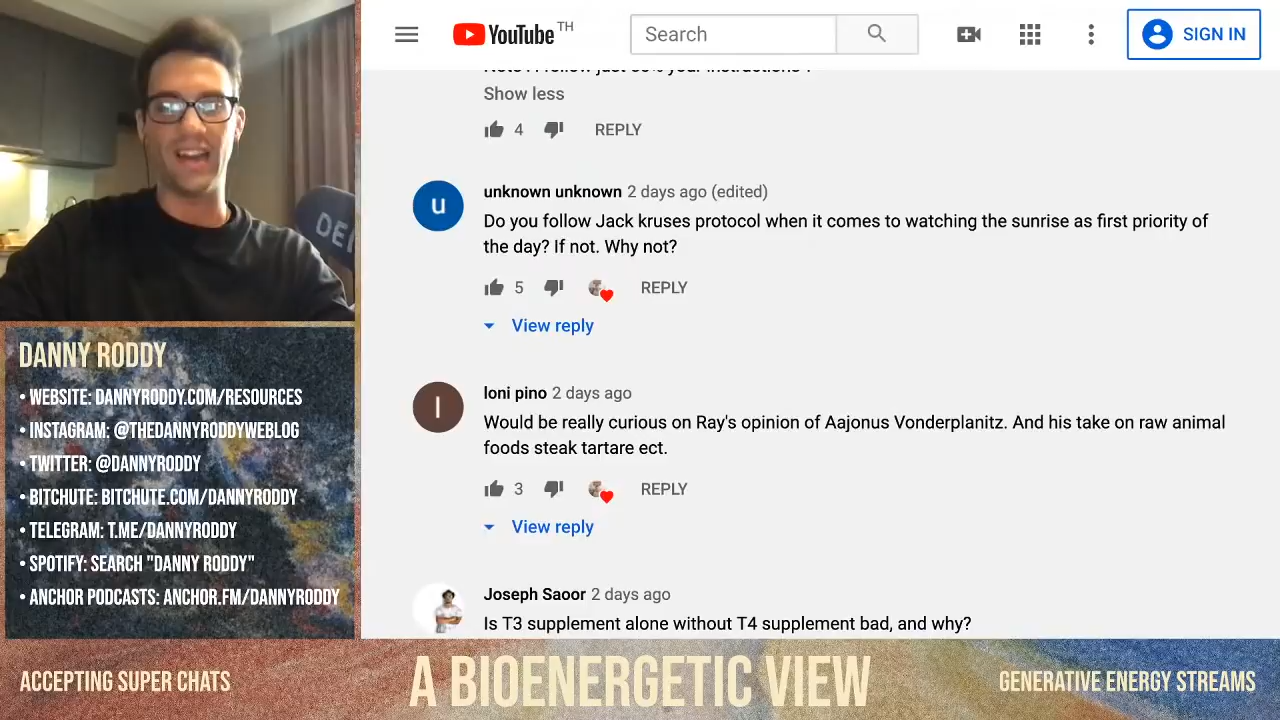 YouTube TH
Search
SIGN IN
Show less
4
REPLY
unknown unknown 2 days ago (edited)
Do you follow Jack kruses protocol when it comes to watching the sunrise as first priority of
the day? If not. Why not?
5
REPLY
View reply
loni pino 2 days ago
Would be really curious on Ray's opinion of Aajonus Vonderplanitz. And his take on raw animal
foods steak tartare ect.
3
REPLY
View reply
Joseph Saoor 2 days ago
Is T3 supplement alone without T4 supplement bad, and why?
u
l
DANNY RODDY
• WEBSITE: DANNYRODDY.COM/RESOURCES
• INSTAGRAM: @THEDANNYRODDYWEBLOG
• TWITTER: @DANNYRODDY
• BITCHUTE: BITCHUTE.COM/DANNYRODDY
• TELEGRAM: T.ME/DANNYRODDY
• SPOTIFY: SEARCH "DANNY RODDY"
• ANCHOR PODCASTS: ANCHOR.FM/DANNYRODDY
ACCEPTING SUPER CHATS
A BIOENERGETIC VIEW
GENERATIVE ENERGY STREAMS